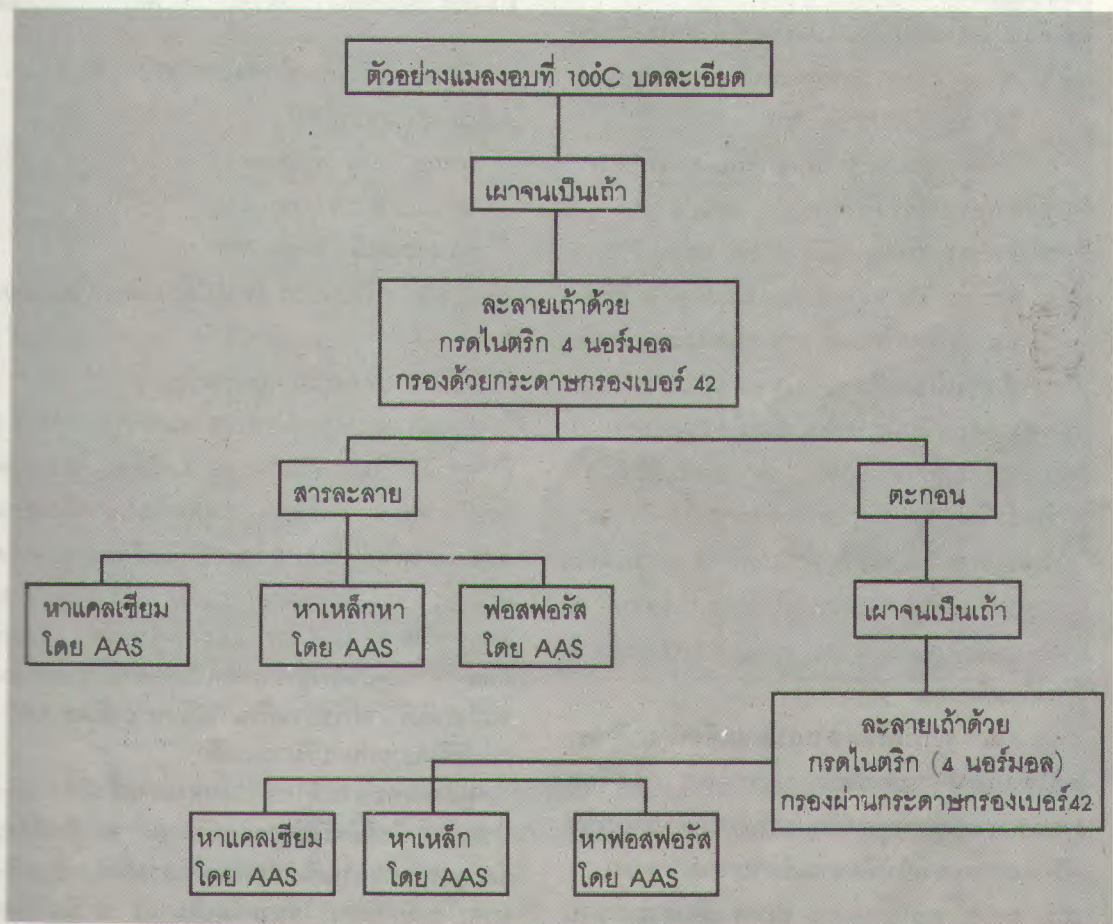 ตัวอย่างแมลงอบที่ 100°C บดละเอียด
เผาจนเป็นเถ้า
ละลายเถ้าด้วย
กรดไนตริก 4 นอร์มอล
กรองด้วยกระดาษกรองเบอร์ 42
สารละลาย
ตะกอน
หาแคลเซียม
โดย AAS
หาเหล็กหา
โดย AAS
ฟอสฟอรัส
โดย AAS
เผาจนเป็นเถ้า
ละลายเถ้าด้วย
กรดไนตริก (4 นอร์มอล)
กรองผ่านกระดาษกรองเบอร์42
หาแคลเซียม
โดย AAS
หาเหล็ก
โดย AAS
หาฟอสฟอรัส
โดย AAS